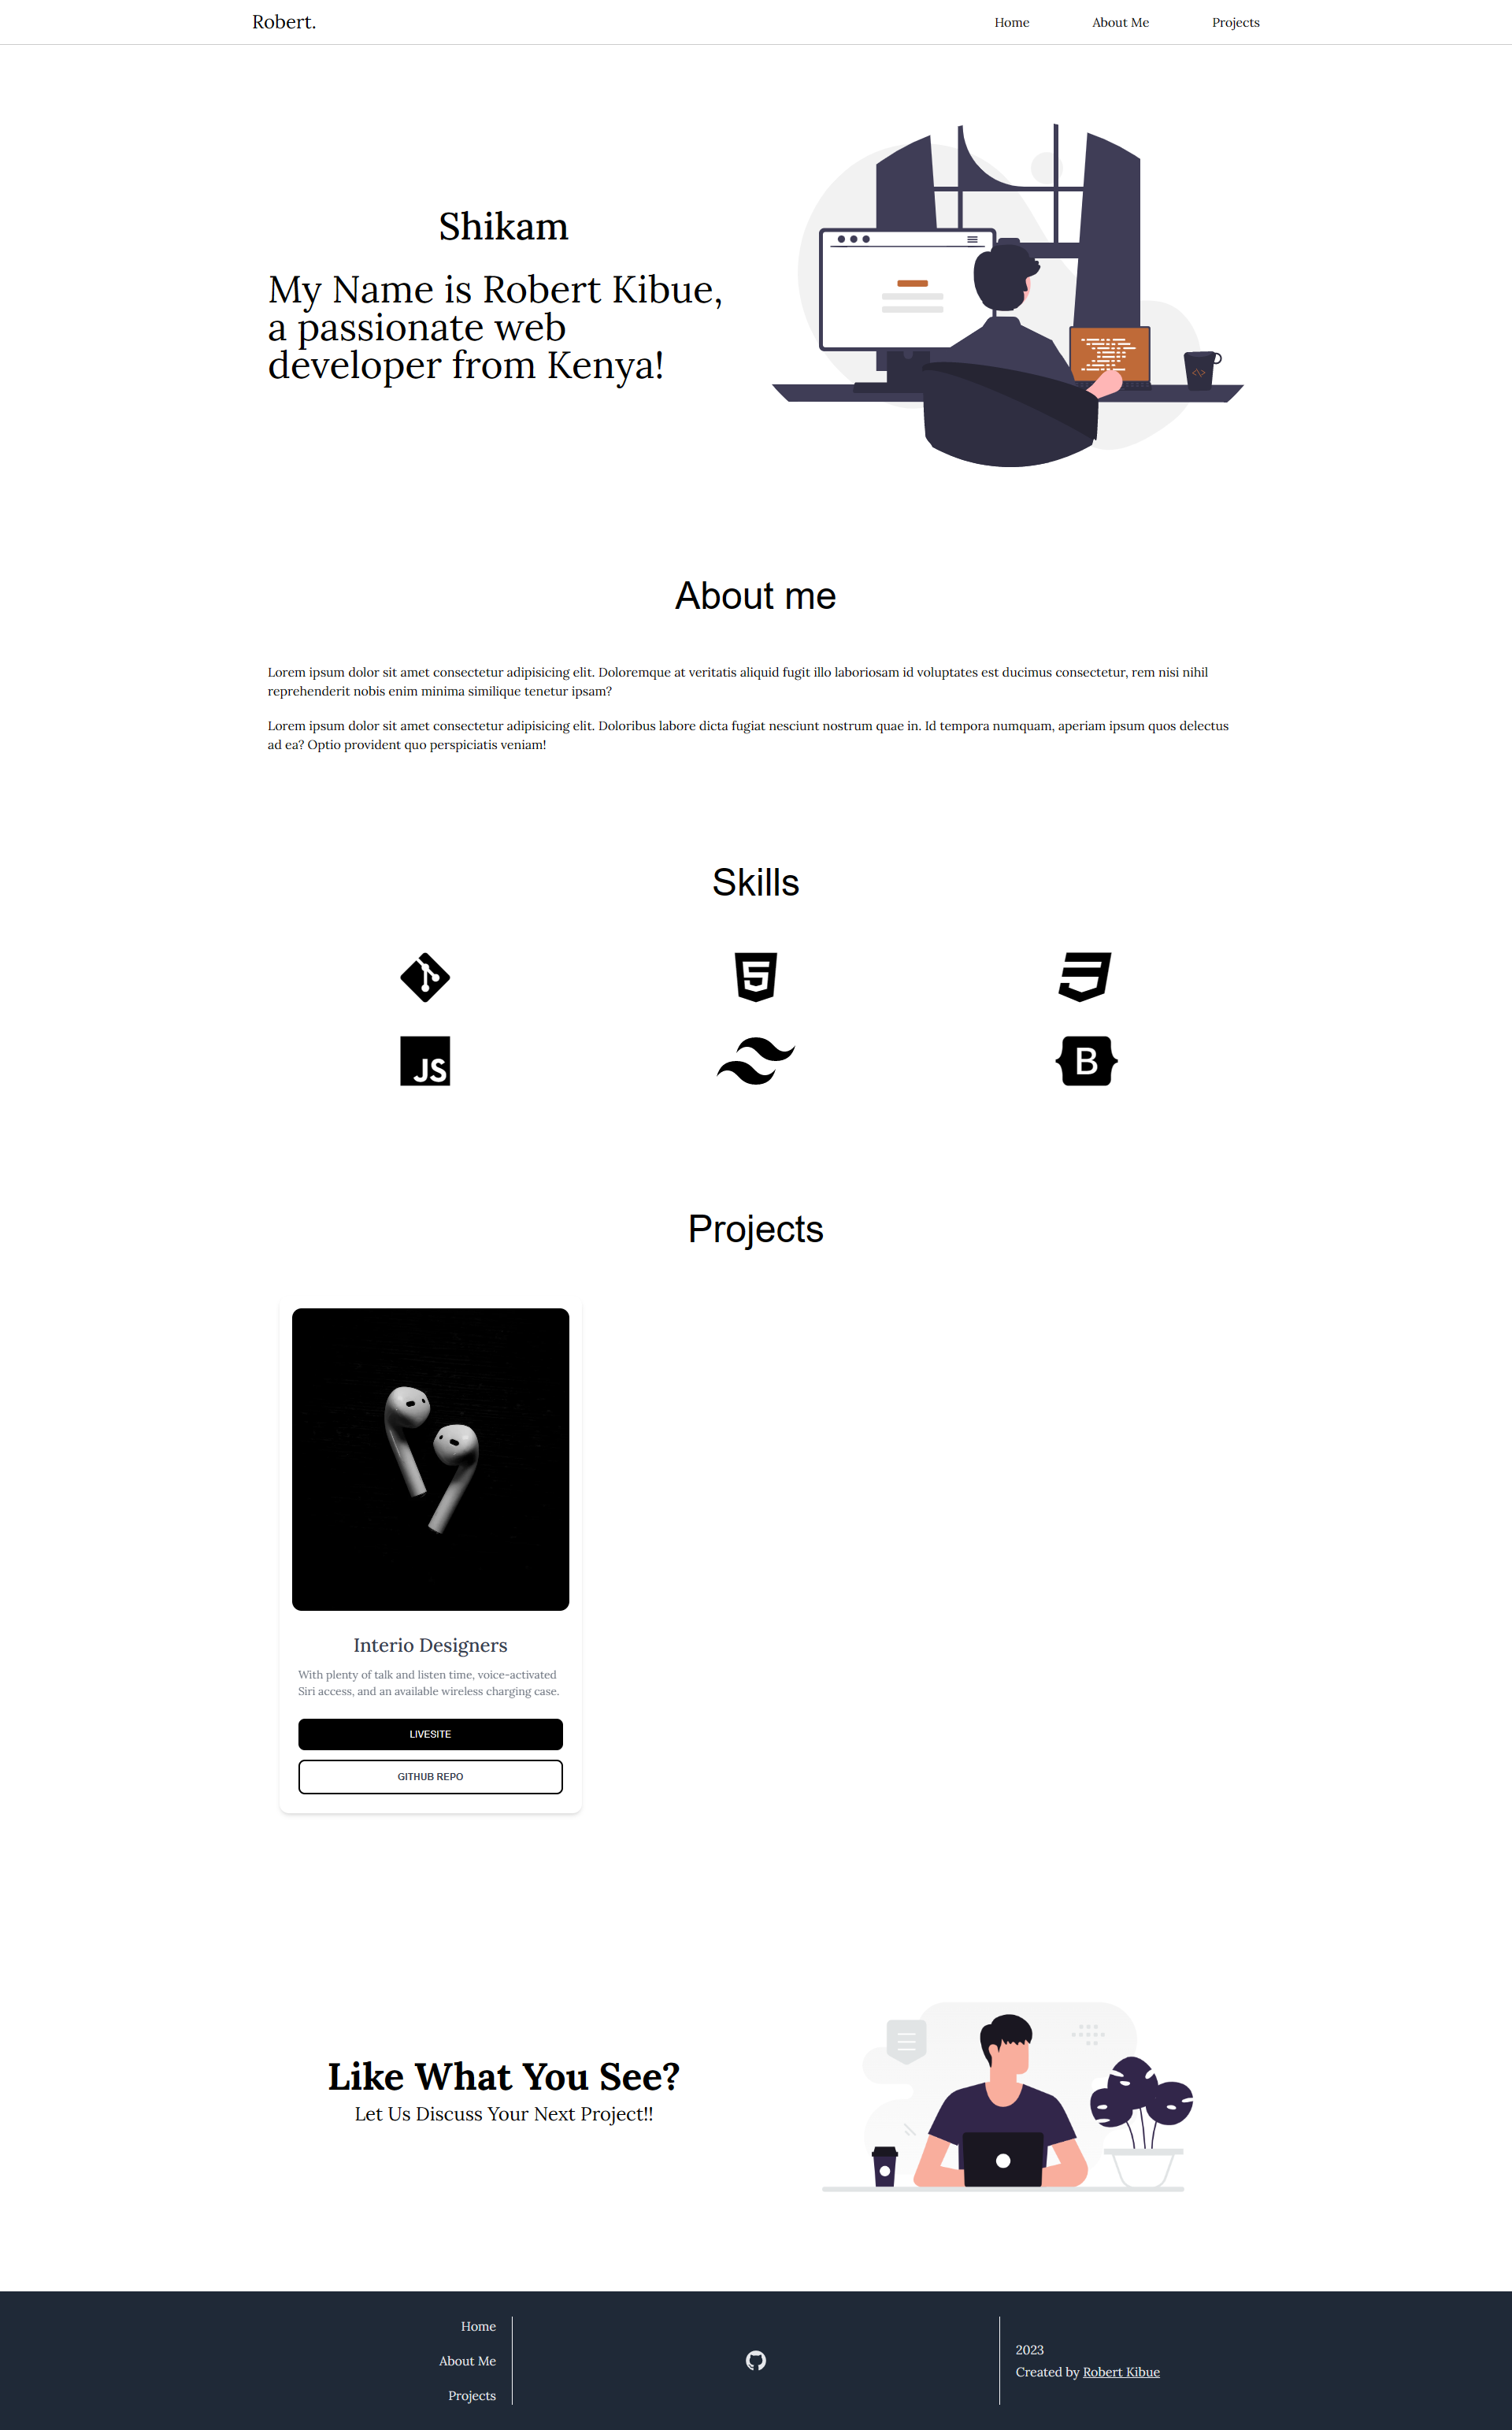 Robert.
Home
About Me
Projects
Shikam
My Name is Robert Kibue,
a passionate web
developer from Kenya!
About me
Lorem ipsum dolor sit amet consectetur adipisicing elit. Doloremque at veritatis aliquid fugit illo laboriosam id voluptates est ducimus consectetur, rem nisi nihil
reprehenderit nobis enim minima similique tenetur ipsam?
Lorem ipsum dolor sit amet consectetur adipisicing elit. Doloribus labore dicta fugiat nesciunt nostrum quae in. Id tempora numquam, aperiam ipsum quos delectus
ad ea? Optio provident quo perspiciatis veniam!
Skills
5
JS
B
Projects
Interio Designers
With plenty of talk and listen time, voice-activated
Siri access, and an available wireless charging case.
LIVESITE
GITHUB REPO
Like What You See?
Let Us Discuss Your Next Project!!
Home
About Me
Projects
2023
Created by Robert Kibue